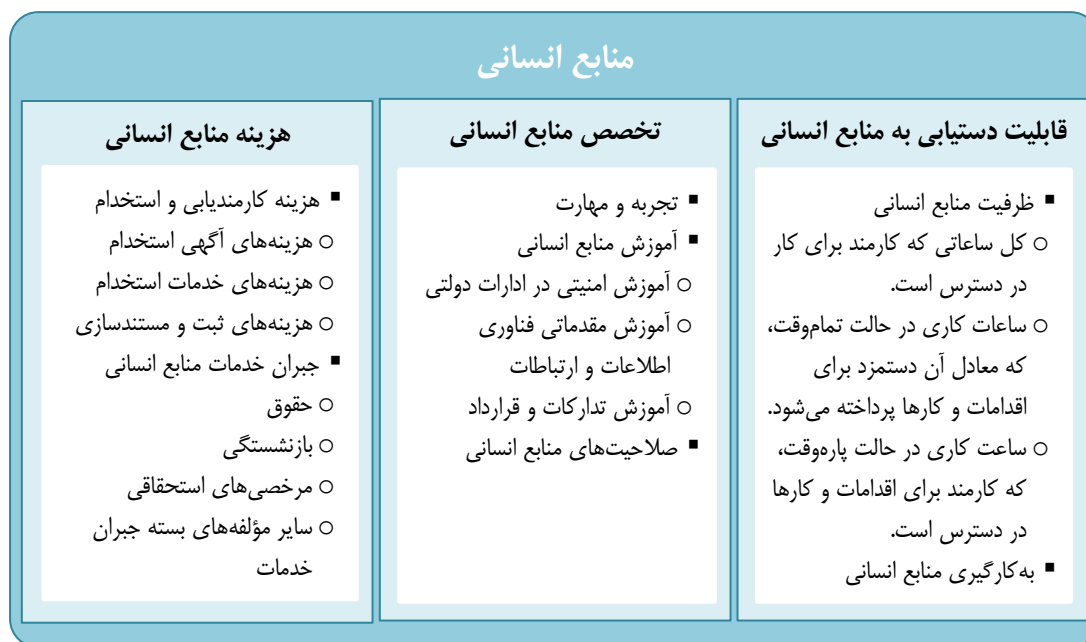 منابع انسانی
قابلیت دستیابی به منابع انسانی
▪ ظرفیت منابع انسانی
○ کل ساعاتی که کارمند برای کار
در دسترس است.
○ ساعات کاری در حالت تمام‌وقت،
که معادل آن دستمزد برای
اقدامات و کارها پرداخته می‌شود.
○ ساعت کاری در حالت پاره‌وقت،
که کارمند برای اقدامات و کارها
در دسترس است.
▪ به‌کارگیری منابع انسانی
تخصص منابع انسانی
▪ تجربه و مهارت
▪ آموزش منابع انسانی
○ آموزش امنیتی در ادارات دولتی
○ آموزش مقدماتی فناوری
اطلاعات و ارتباطات
○ آموزش تدارکات و قرارداد
▪ صلاحیت‌های منابع انسانی
هزینه منابع انسانی
▪ هزینه کارمندیابی و استخدام
○ هزینه‌های آگهی استخدام
○ هزینه‌های خدمات استخدام
○ هزینه‌های ثبت و مستندسازی
▪ جبران خدمات منابع انسانی
○ حقوق
○ بازنشستگی
○ مرخصی‌های استحقاقی
○ سایر مؤلفه‌های بسته جبران
خدمات